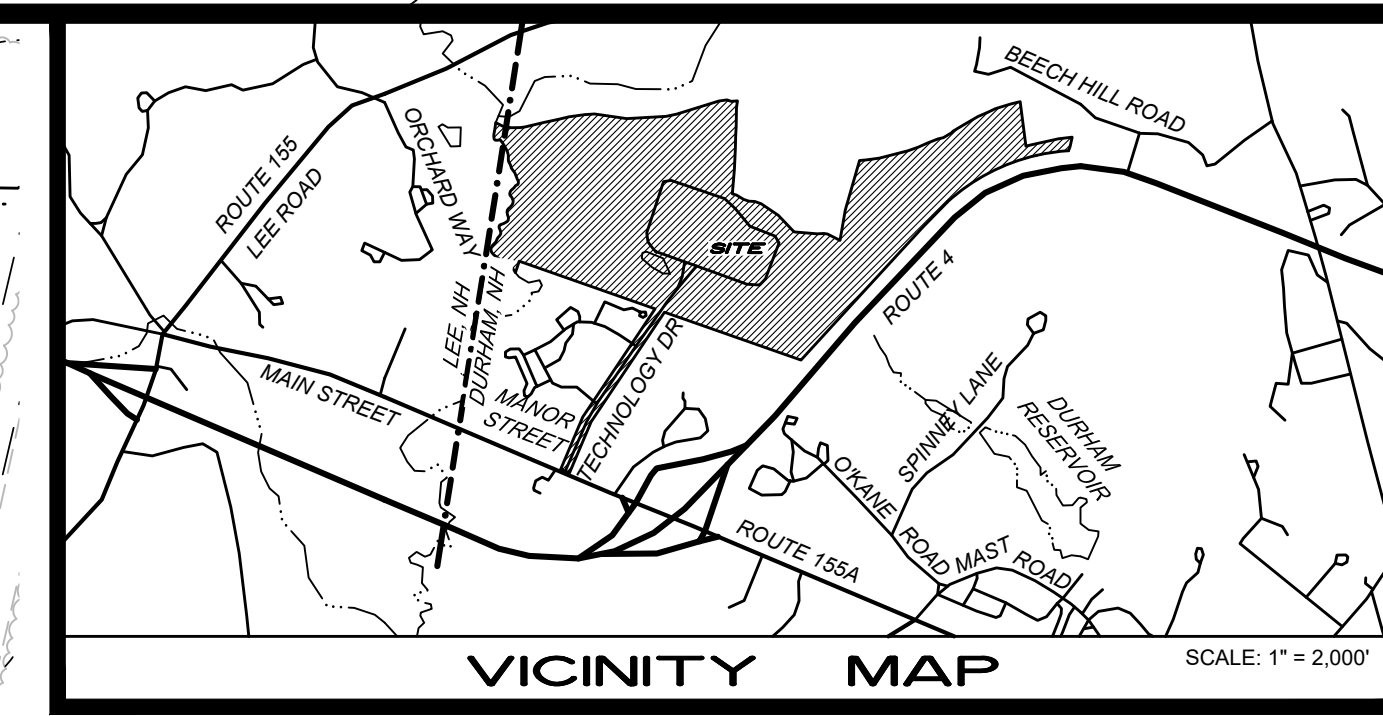 BEECH HILL ROAD
ORCHARD WAY
ROUTE 155
LEE ROAD
SITE
ROUTE 4
LEE, NH
DURHAM, NH
TECHNOLOGY DR
MAIN STREET
MANOR
STREET
SPINNEY LANE
DURHAM
RESERVOIR
O'KANE ROAD
MAST ROAD
ROUTE 155A
VICINITY MAP
SCALE: 1" = 2,000'